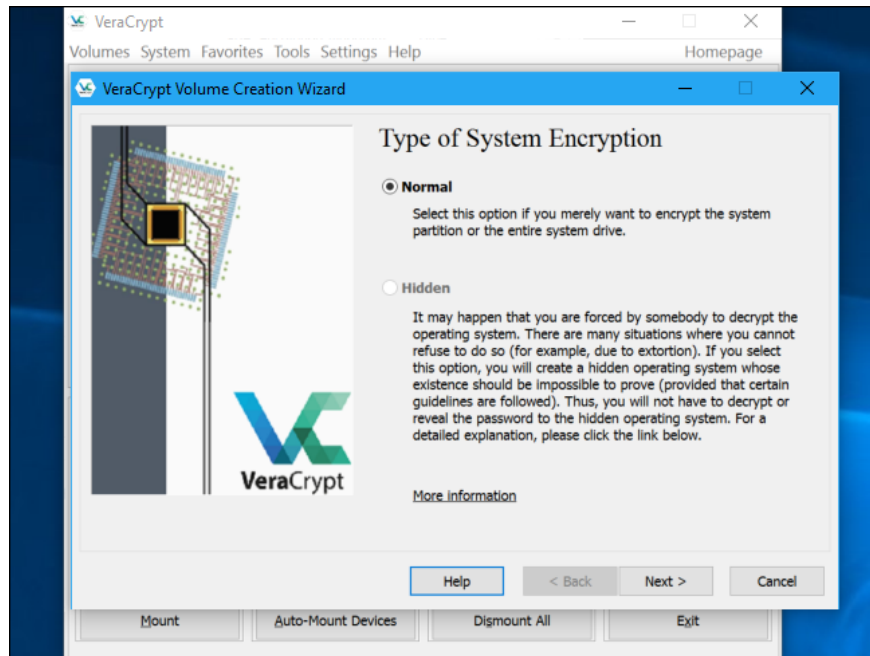 VeraCrypt
Volumes System Favorites Tools Settings Help Homepage
VeraCrypt Volume Creation Wizard
Type of System Encryption
Normal
Select this option if you merely want to encrypt the system
partition or the entire system drive.
Hidden
It may happen that you are forced by somebody to decrypt the
operating system. There are many situations where you cannot
refuse to do so (for example, due to extortion). If you select
this option, you will create a hidden operating system whose
existence should be impossible to prove (provided that certain
guidelines are followed). Thus, you will not have to decrypt or
reveal the password to the hidden operating system. For a
detailed explanation, please click the link below.
VeraCrypt
More information
Help < Back Next > Cancel
Mount Auto-Mount Devices Dismount All Exit